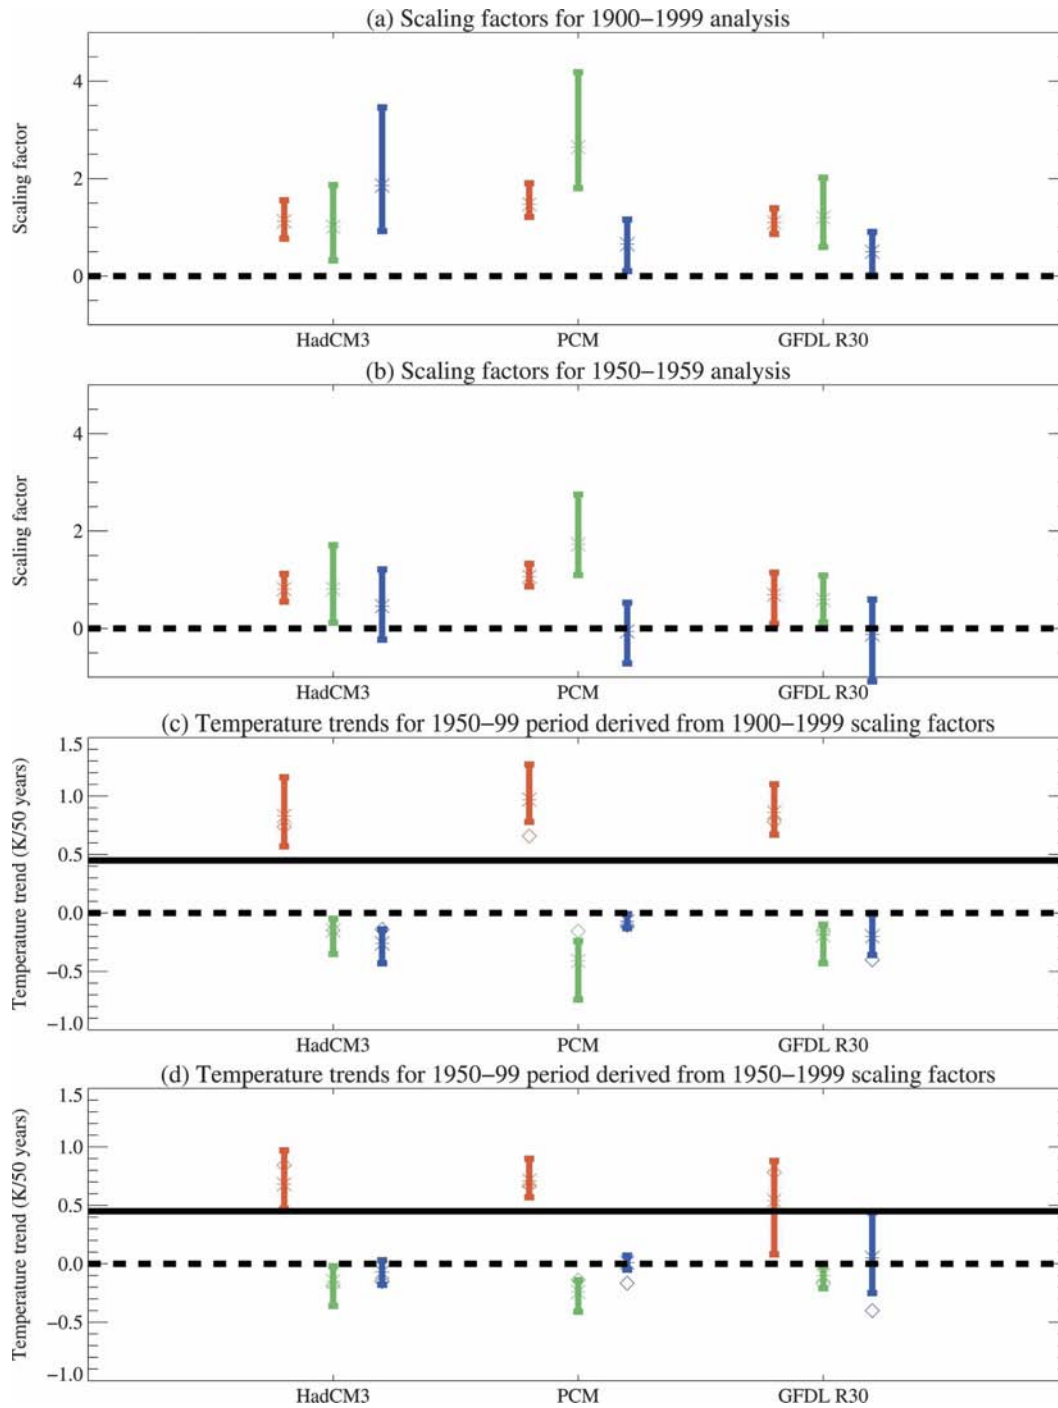 (a) Scaling factors for 1900–1999 analysis
Scaling factor
4
2
0
HadCM3 PCM GFDL R30
(b) Scaling factors for 1950–1959 analysis
Scaling factor
4
2
0
HadCM3 PCM GFDL R30
(c) Temperature trends for 1950–99 period derived from 1900–1999 scaling factors
Temperature trend (K/50 years)
1.5
1.0
0.5
0.0
−0.5
−1.0
HadCM3 PCM GFDL R30
(d) Temperature trends for 1950–99 period derived from 1950–1999 scaling factors
Temperature trend (K/50 years)
1.5
1.0
0.5
0.0
−0.5
−1.0
HadCM3 PCM GFDL R30